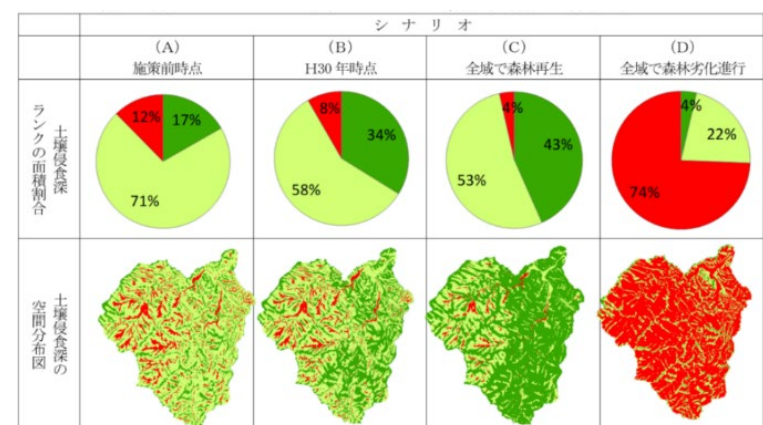 シナリオ
(A)
施策前時点
(B)
H30 年時点
(C)
全域で森林再生
(D)
全域で森林劣化進行
土壌侵食深
ランクの面積割合
12%
17%
71%
8%
34%
58%
4%
43%
53%
4%
22%
74%
土壌侵食深の
空間分布図